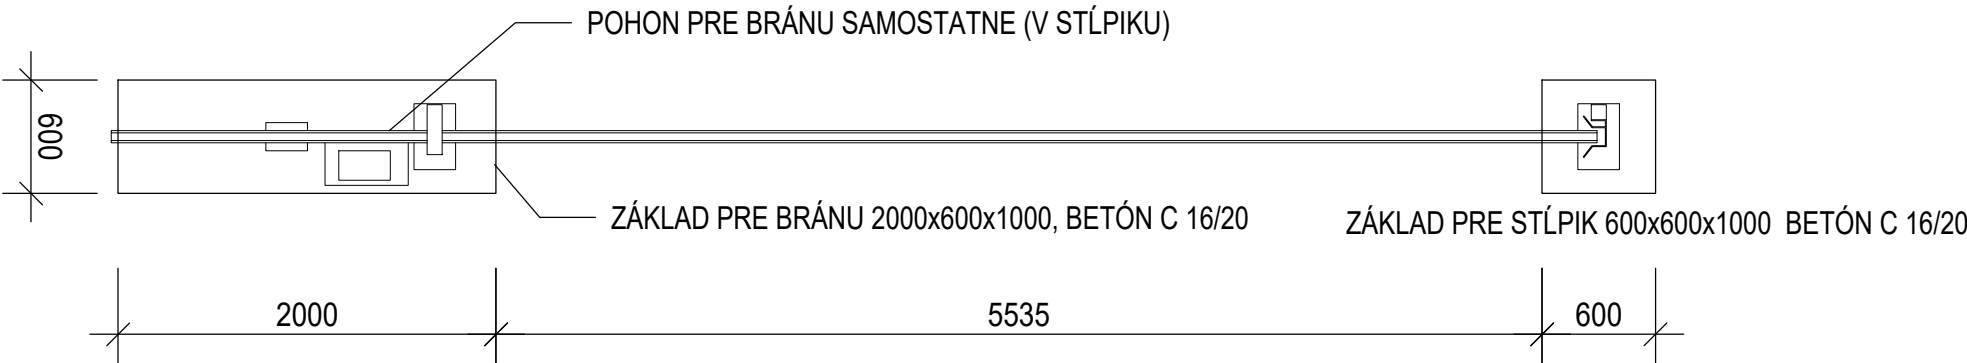 POHON PRE BRÁNU SAMOSTATNE (V STĹPIKU)
600
ZÁKLAD PRE BRÁNU 2000x600x1000, BETÓN C 16/20
ZÁKLAD PRE STĹPIK 600x600x1000 BETÓN C 16/20
2000
5535
600